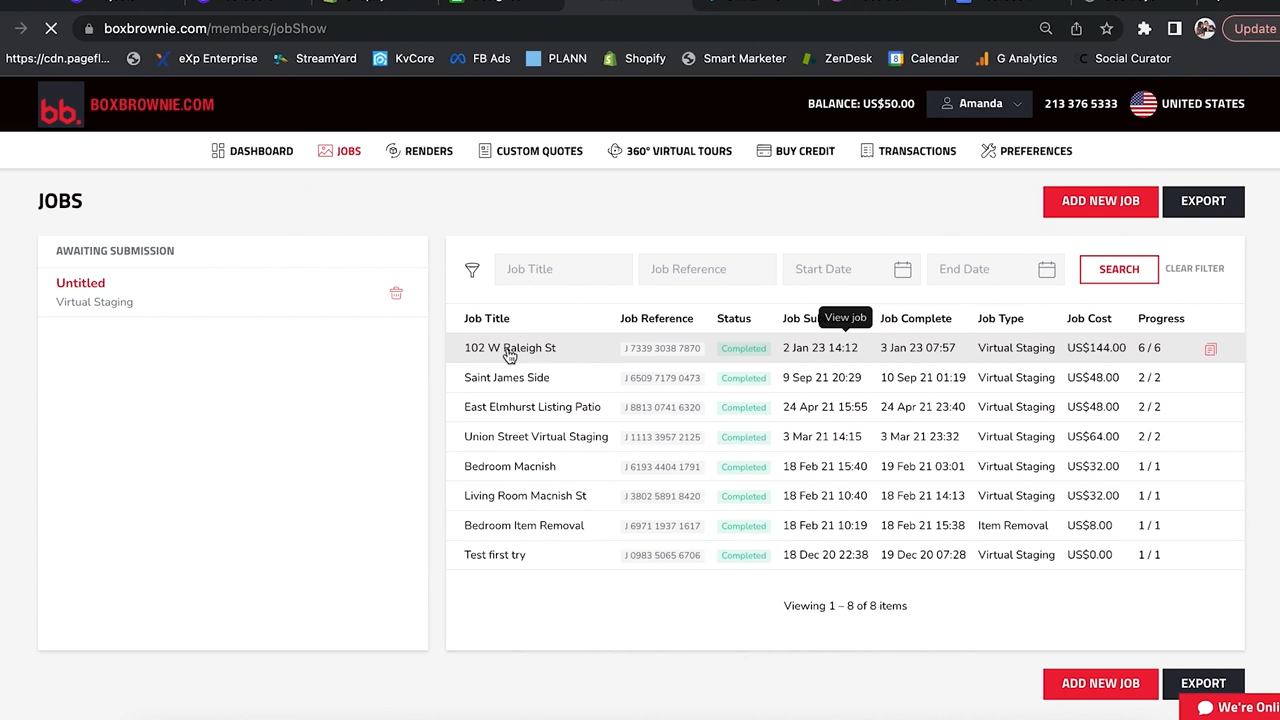 boxbrownie.com/members/jobShow
Update
https://cdn.pagefl...
eXp Enterprise
StreamYard
KvCore
FB Ads
PLANN
Shopify
Smart Marketer
ZenDesk
Calendar
G Analytics
Social Curator
bb.
BOXBROWNIE.COM
BALANCE: US$50.00
Amanda
213 376 5333
UNITED STATES
DASHBOARD
JOBS
RENDERS
CUSTOM QUOTES
360° VIRTUAL TOURS
BUY CREDIT
TRANSACTIONS
PREFERENCES
JOBS
ADD NEW JOB
EXPORT
AWAITING SUBMISSION
Untitled
Virtual Staging
Job Title
Job Reference
Start Date
End Date
SEARCH
CLEAR FILTER
Job Title Job Reference Status Job Su View job Job Complete Job Type Job Cost Progress
102 W Raleigh St J 7339 3038 7870 Completed 2 Jan 23 14:12 3 Jan 23 07:57 Virtual Staging US$144.00 6 / 6
Saint James Side J 6509 7179 0473 Completed 9 Sep 21 20:29 10 Sep 21 01:19 Virtual Staging US$48.00 2 / 2
East Elmhurst Listing Patio J 8813 0741 6320 Completed 24 Apr 21 15:55 24 Apr 21 23:40 Virtual Staging US$48.00 2 / 2
Union Street Virtual Staging J 1113 3957 2125 Completed 3 Mar 21 14:15 3 Mar 21 23:32 Virtual Staging US$64.00 2 / 2
Bedroom Macnish J 6193 4404 1791 Completed 18 Feb 21 15:40 19 Feb 21 03:01 Virtual Staging US$32.00 1 / 1
Living Room Macnish St J 3802 5891 8420 Completed 18 Feb 21 10:40 18 Feb 21 14:13 Virtual Staging US$32.00 1 / 1
Bedroom Item Removal J 6971 1937 1617 Completed 18 Feb 21 10:19 18 Feb 21 15:38 Item Removal US$8.00 1 / 1
Test first try J 0983 5065 6706 Completed 18 Dec 20 22:38 19 Dec 20 07:28 Virtual Staging US$0.00 1 / 1
Viewing 1 – 8 of 8 items
ADD NEW JOB
EXPORT
We're Onli